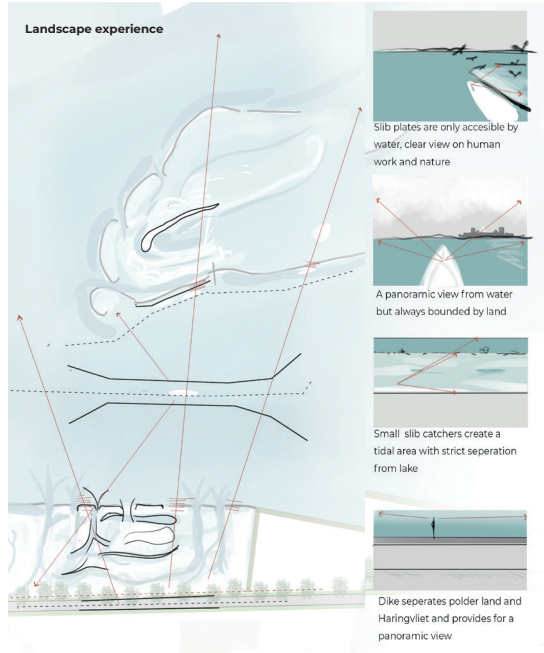 Landscape experience
Slib plates are only accesible by
water, clear view on human
work and nature
A panoramic view from water
but always bounded by land
Small slib catchers create a
tidal area with strict seperation
from lake
Dike seperates polder land and
Haringvliet and provides for a
panoramic view